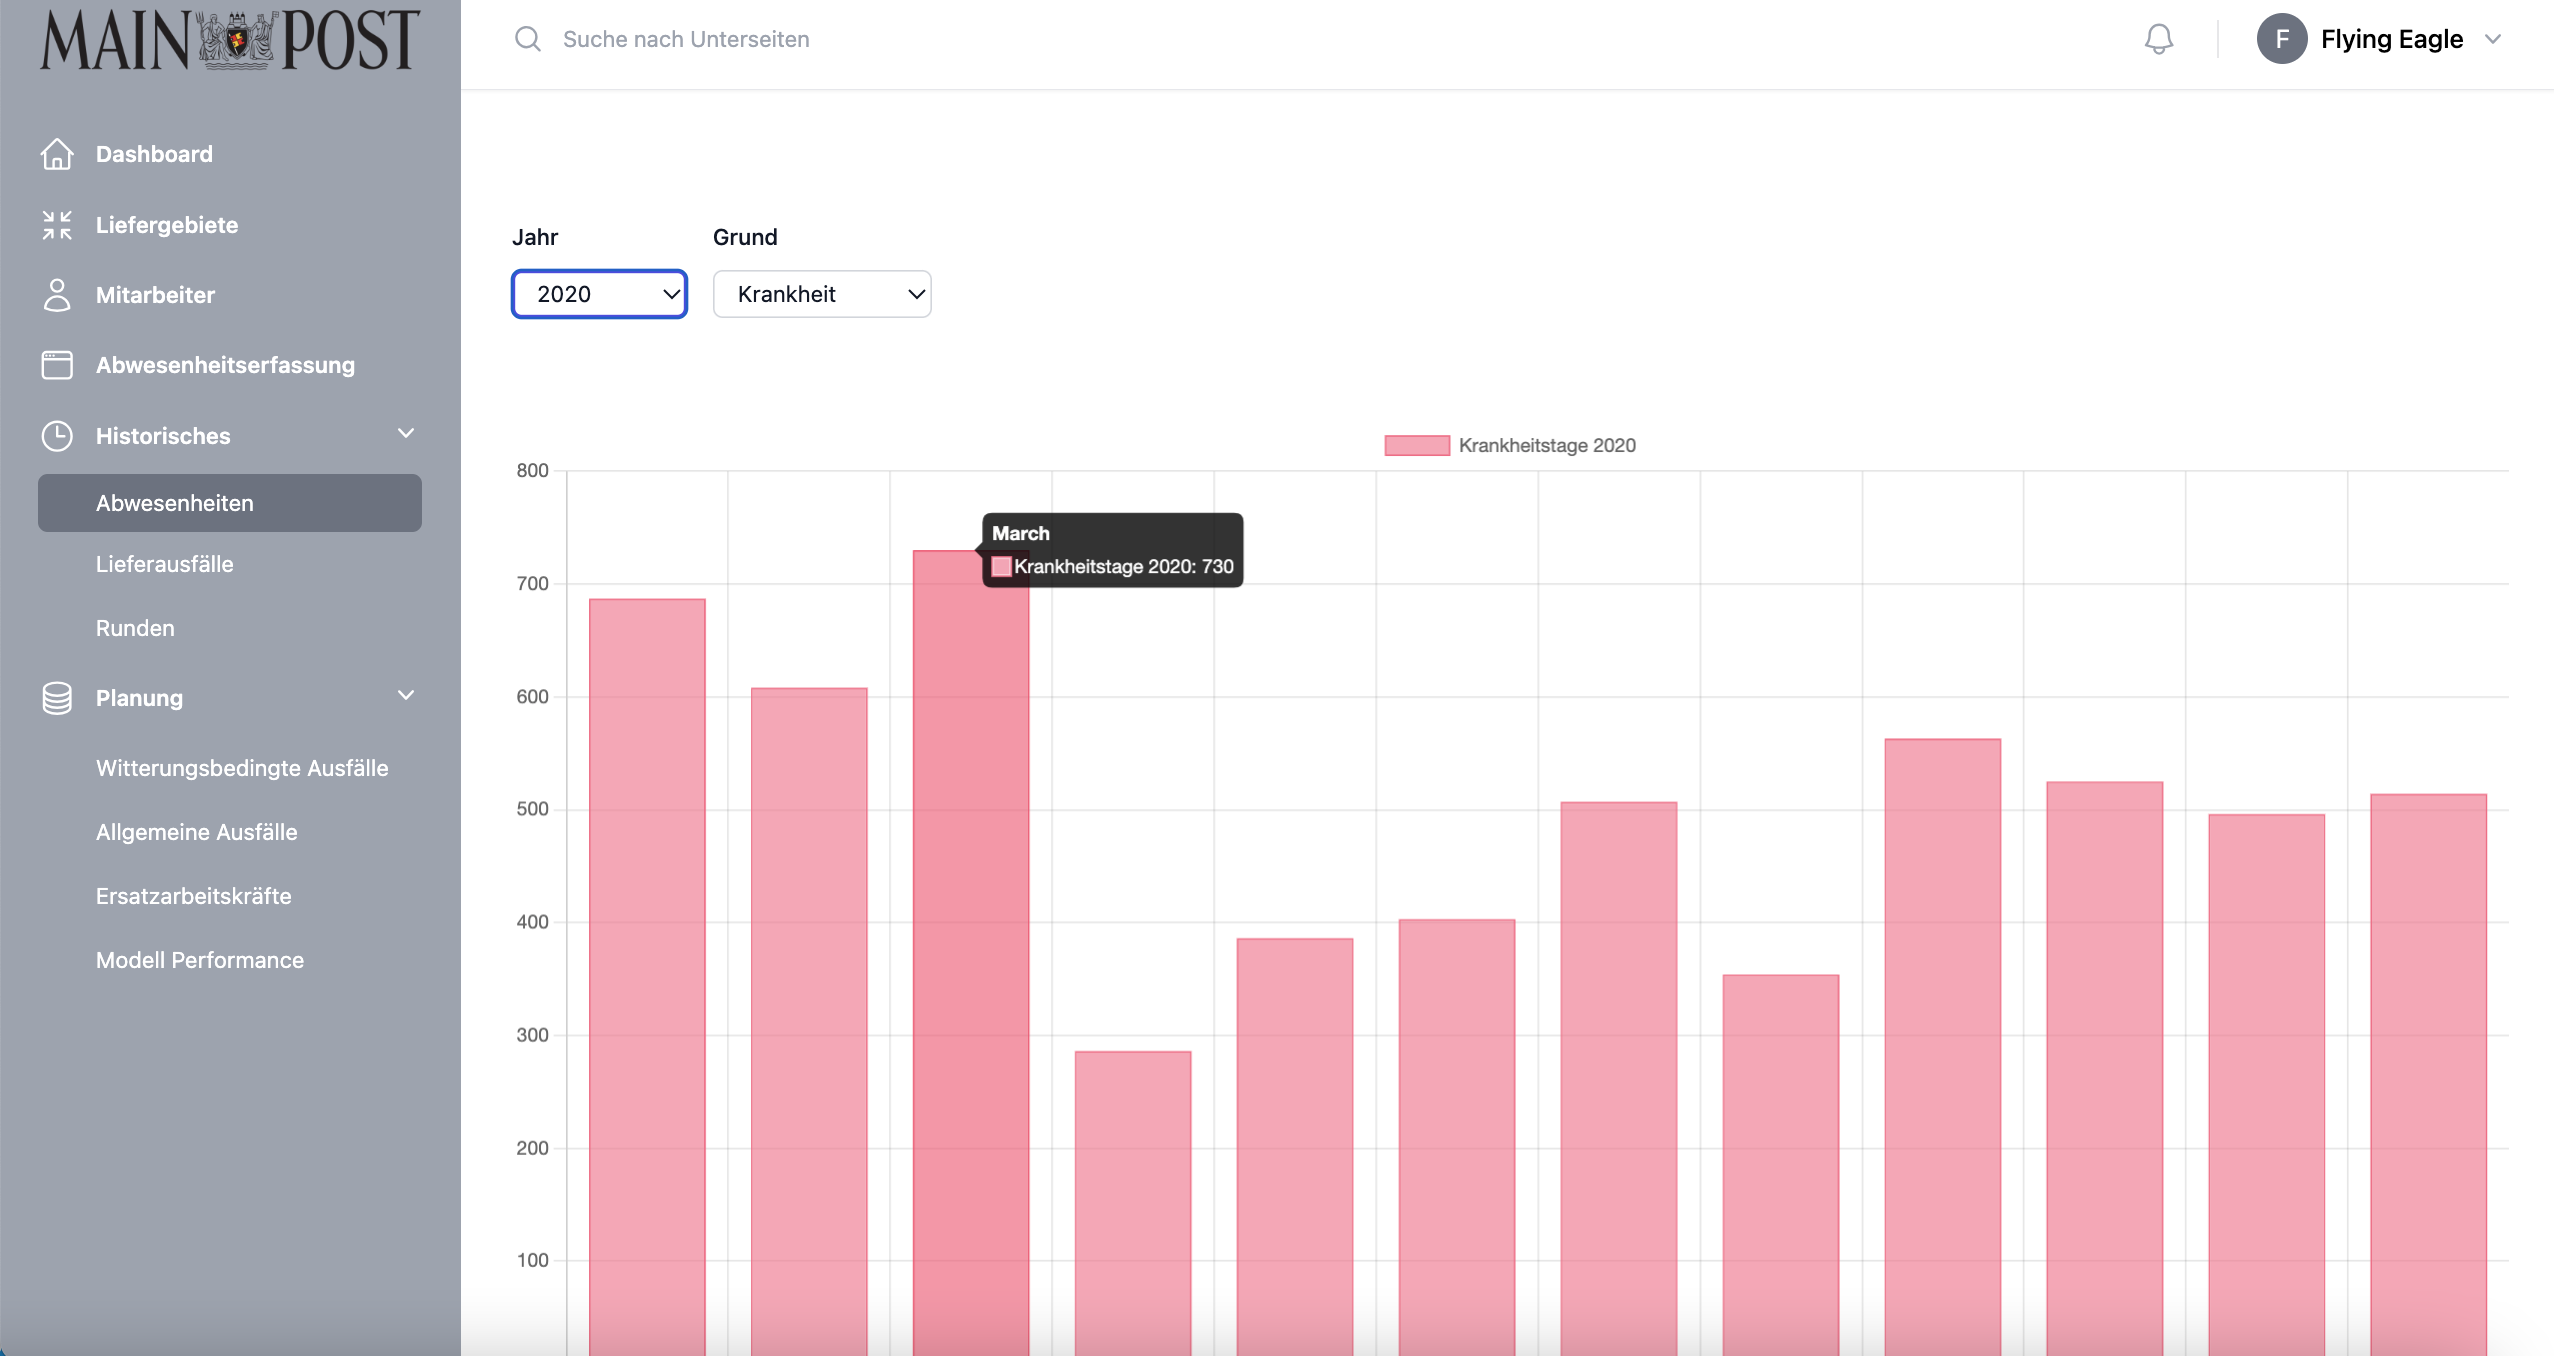 MAIN POST
Suche nach Unterseiten
F Flying Eagle
Dashboard
Liefergebiete
Mitarbeiter
Abwesenheitserfassung
Historisches
Abwesenheiten
Lieferausfälle
Runden
Planung
Witterungsbedingte Ausfälle
Allgemeine Ausfälle
Ersatzarbeitskräfte
Modell Performance
Jahr Grund
2020 Krankheit
Krankheitstage 2020
800
March
Krankheitstage 2020: 730
700
600
500
400
300
200
100